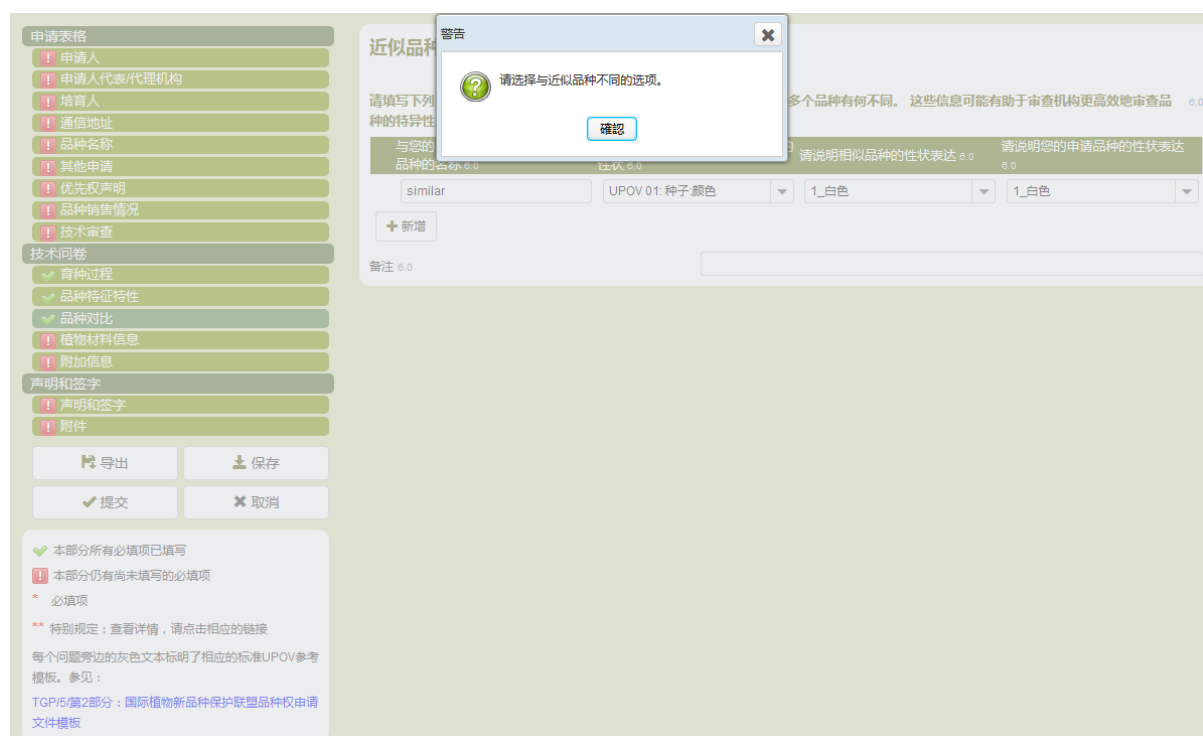 申请表格
申请人
申请人代表/代理机构
培育人
通信地址
品种名称
其他申请
优先权声明
品种销售情况
技术审查
技术问卷
育种过程
品种特征特性
品种对比
植物材料信息
附加信息
声明和签字
声明和签字
附件
导出
保存
提交
取消
本部分所有必填项已填写
本部分仍有尚未填写的必填项
* 必填项
** 特别规定：查看详情，请点击相应的链接
每个问题旁边的灰色文本标明了相应的标准UPOV参考
模板。参见：
TGP/5/第2部分：国际植物新品种保护联盟品种权申请
文件模板
近似品种
警告
请选择与近似品种不同的选项。
確認
请填写下列 多个品种有何不同。 这些信息可能有助于审查机构更高效地审查品 6.0
种的特异性
与您的
品种的名称 6.0
性状 6.0
请说明相似品种的性状表达 6.0
请说明您的申请品种的性状表达
6.0
similar
UPOV 01: 种子:颜色
1_白色
1_白色
新增
备注 6.0